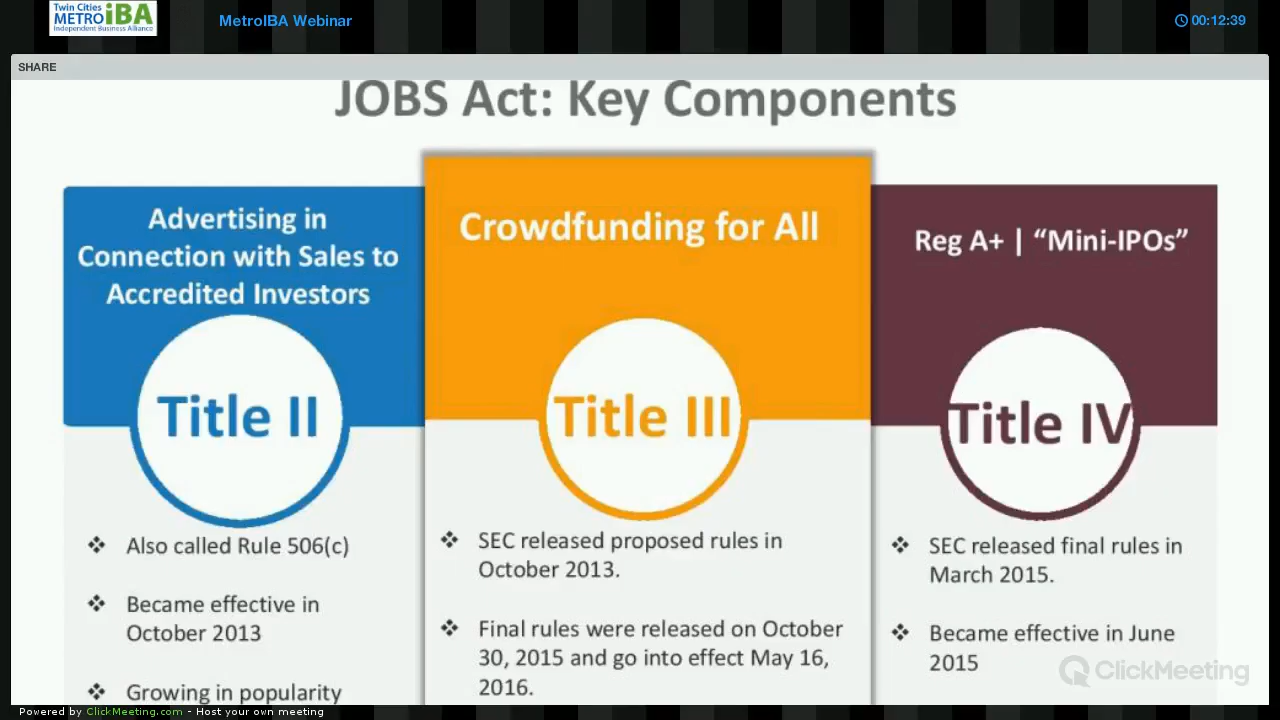 Twin Cities
METROIBA
Independent Business Alliance
MetroIBA Webinar
00:12:39
SHARE
JOBS Act: Key Components
Advertising in
Connection with Sales to
Accredited Investors
Title II
❖ Also called Rule 506(c)
❖ Became effective in
October 2013
❖ Growing in popularity
Crowdfunding for All
Title III
❖ SEC released proposed rules in
October 2013.
❖ Final rules were released on October
30, 2015 and go into effect May 16,
2016.
Reg A+ | “Mini-IPOs”
Title IV
❖ SEC released final rules in
March 2015.
❖ Became effective in June
2015
ClickMeeting
Powered by ClickMeeting.com - Host your own meeting